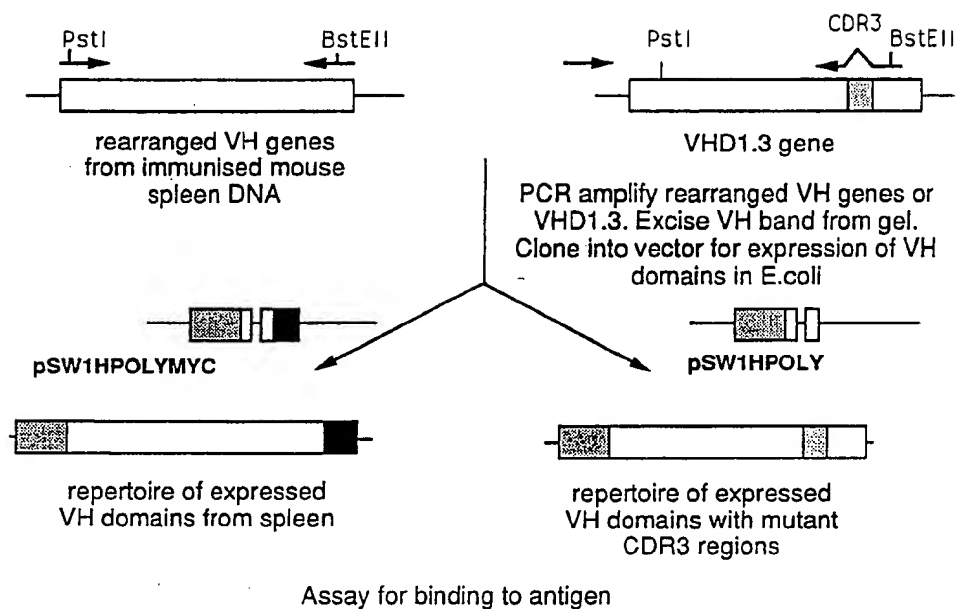 PstI
BstEII
rearranged VH genes
from immunised mouse
spleen DNA
CDR3
PstI
BstEII
VHD1.3 gene
PCR amplify rearranged VH genes or
VHD1.3. Excise VH band from gel.
Clone into vector for expression of VH
domains in E.coli
pSW1HPOLYMYC
pSW1HPOLY
repertoire of expressed
VH domains from spleen
repertoire of expressed
VH domains with mutant
CDR3 regions
Assay for binding to antigen